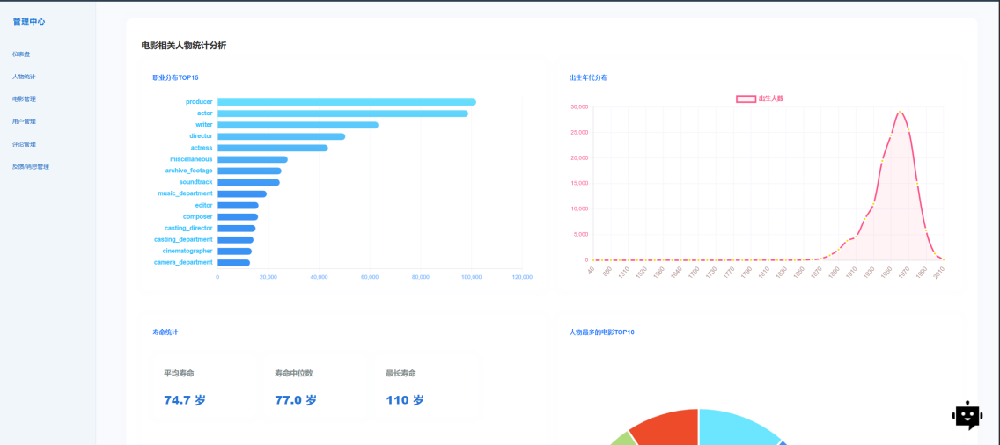 管理中心
仪表盘
人物统计
电影管理
用户管理
评论管理
反馈/消息管理
电影相关人物统计分析
职业分布TOP15
producer
actor
writer
director
actress
miscellaneous
archive_footage
soundtrack
music_department
editor
composer
casting_director
casting_department
cinematographer
camera_department
0
20,000
40,000
60,000
80,000
100,000
120,000
出生年代分布
出生人数
30,000
25,000
20,000
15,000
10,000
5,000
0
40
850
1310
1520
1560
1640
1700
1730
1770
1790
1810
1830
1850
1870
1890
1910
1930
1950
1970
1990
2010
寿命统计
平均寿命
74.7 岁
寿命中位数
77.0 岁
最长寿命
110 岁
人物最多的电影TOP10